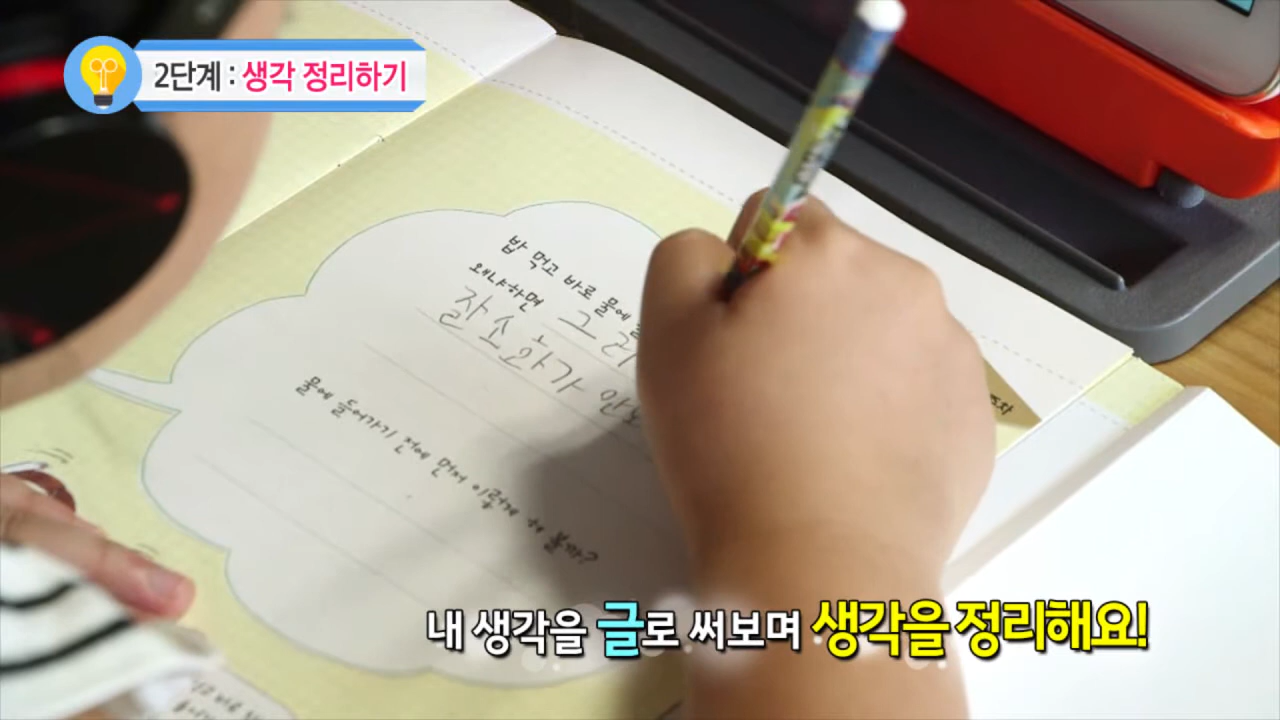 2단계 : 생각 정리하기
밥 먹고 바로 물에
왜냐하면 그러
잘 소화가 안
물에 들어가기 전에 먼저 이렇게 해 볼까?
내 생각을 글로 써보며 생각을 정리해요!